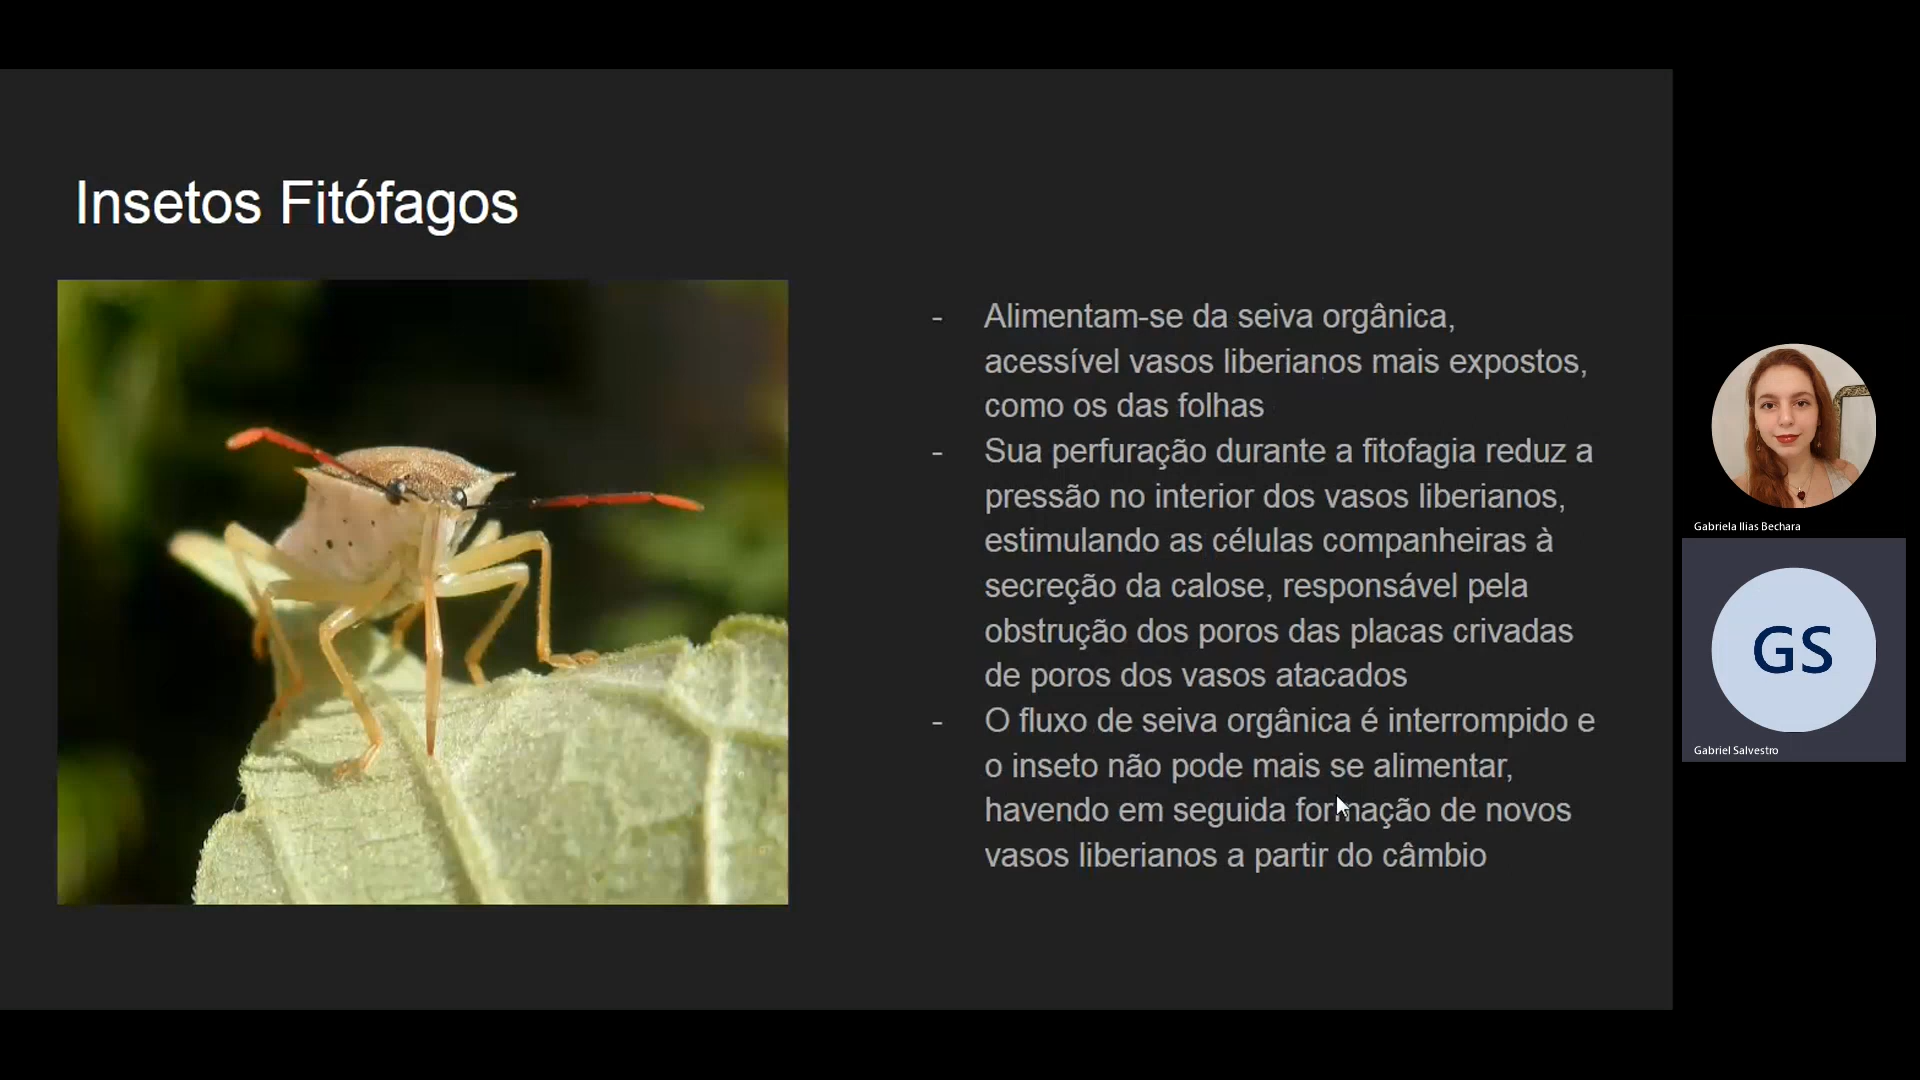 Insetos Fitófagos
- Alimentam-se da seiva orgânica,
acessível vasos liberianos mais expostos,
como os das folhas
- Sua perfuração durante a fitofagia reduz a
pressão no interior dos vasos liberianos,
estimulando as células companheiras à
secreção da calose, responsável pela
obstrução dos poros das placas crivadas
de poros dos vasos atacados
- O fluxo de seiva orgânica é interrompido e
o inseto não pode mais se alimentar,
havendo em seguida formação de novos
vasos liberianos a partir do câmbio
Gabriela Ilias Bechara
GS
Gabriel Salvestro